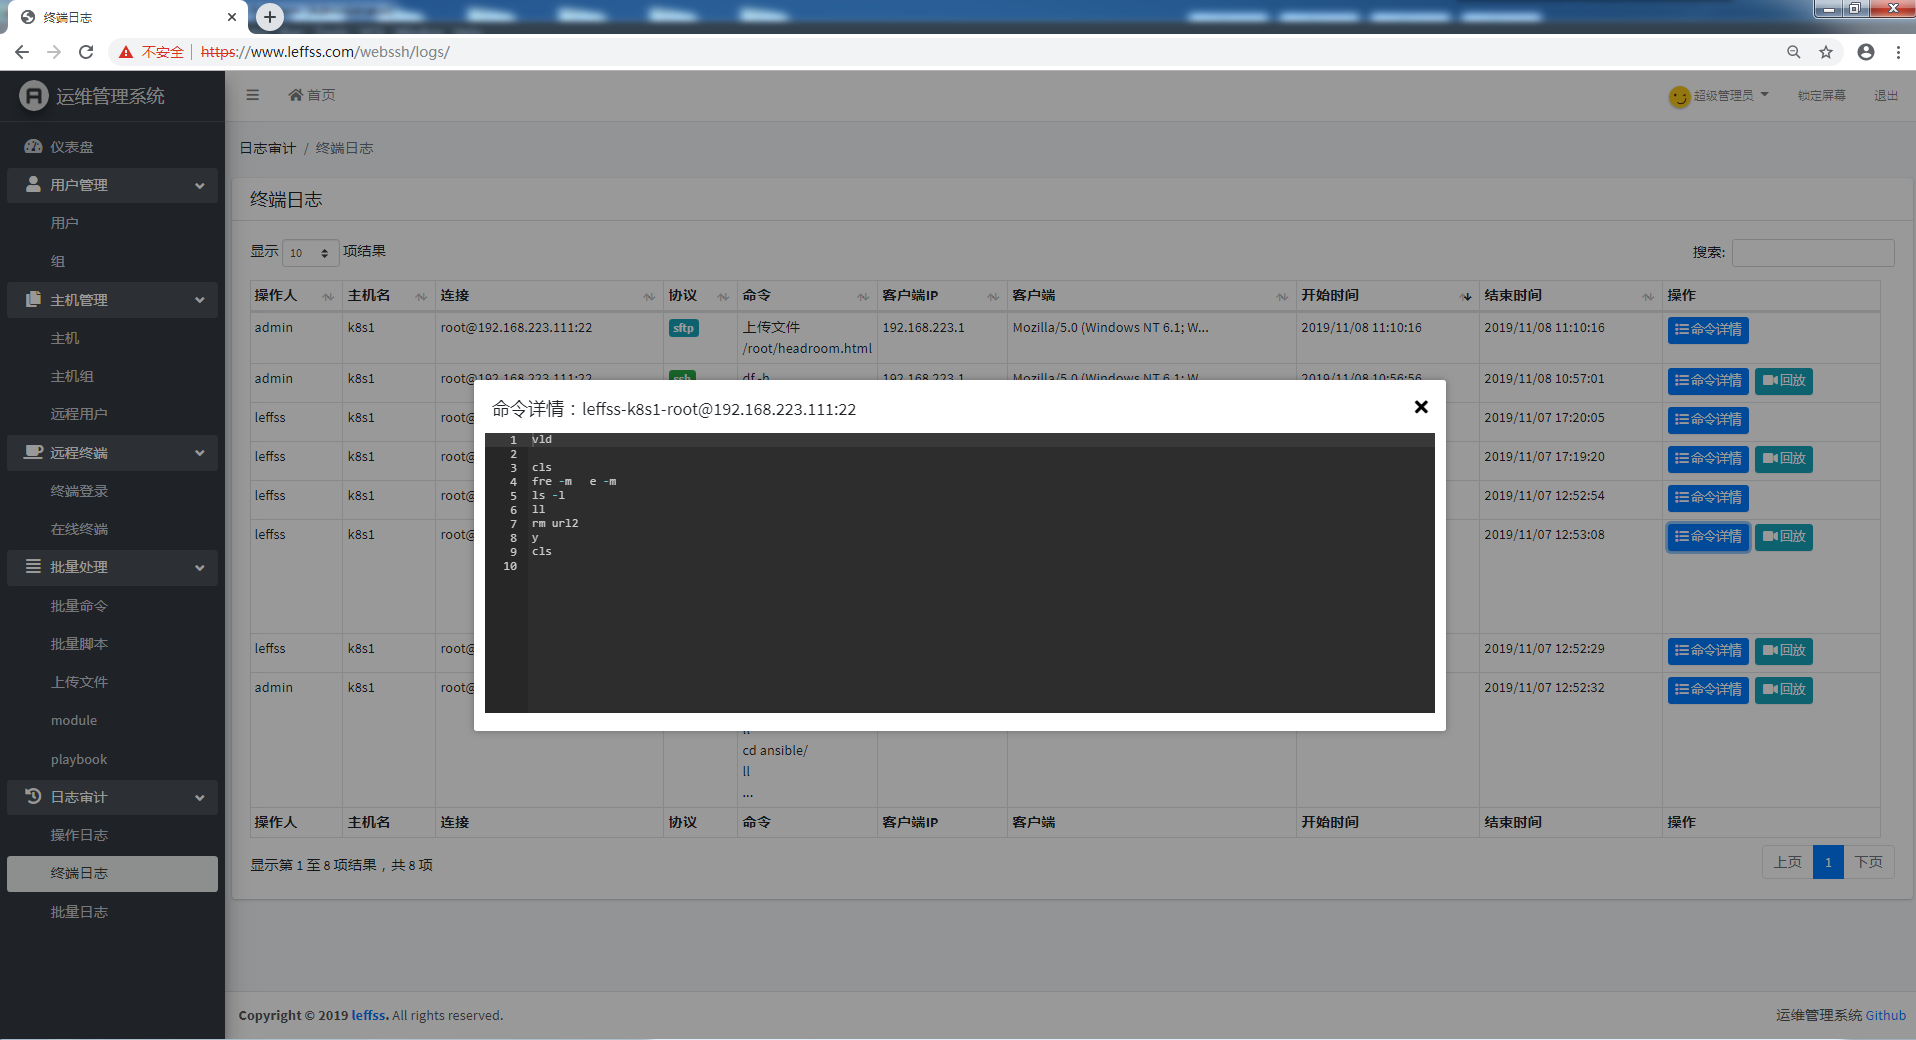 终端日志
不安全 https://www.leffss.com/webssh/logs/
运维管理系统
首页
超级管理员 锁定屏幕 退出
仪表盘
用户管理
用户
组
主机管理
主机
主机组
远程用户
远程终端
终端登录
在线终端
批量处理
批量命令
批量脚本
上传文件
module
playbook
日志审计
操作日志
终端日志
批量日志
日志审计 / 终端日志
终端日志
显示 10 项结果
搜索:
操作人 主机名 连接 协议 命令 客户端IP 客户端 开始时间 结束时间 操作
admin k8s1 root@192.168.223.111:22 sftp 上传文件 192.168.223.1 Mozilla/5.0 (Windows NT 6.1; W... 2019/11/08 11:10:16 2019/11/08 11:10:16 命令详情
/root/headroom.html
admin k8s1 root@192.168.223.111:22 ssh df -h 192.168.223.1 Mozilla/5.0 (Windows NT 6.1; W 2019/11/08 10:56:56 2019/11/08 10:57:01 命令详情 回放
leffss k8s1 root@ 2019/11/07 17:20:05 命令详情
leffss k8s1 root@ 2019/11/07 17:19:20 命令详情 回放
leffss k8s1 root@ 2019/11/07 12:52:54 命令详情
leffss k8s1 root@ 2019/11/07 12:53:08 命令详情 回放
leffss k8s1 root@ 2019/11/07 12:52:29 命令详情 回放
admin k8s1 root@ 2019/11/07 12:52:32 命令详情 回放
cd ansible/
ll
...
操作人 主机名 连接 协议 命令 客户端IP 客户端 开始时间 结束时间 操作
显示第 1 至 8 项结果，共 8 项
上页 1 下页
命令详情：leffss-k8s1-root@192.168.223.111:22
1 vld
2
3 cls
4 fre -m   e -m
5 ls -l
6 ll
7 rm url2
8 y
9 cls
10
Copyright © 2019 leffss. All rights reserved.
运维管理系统 Github